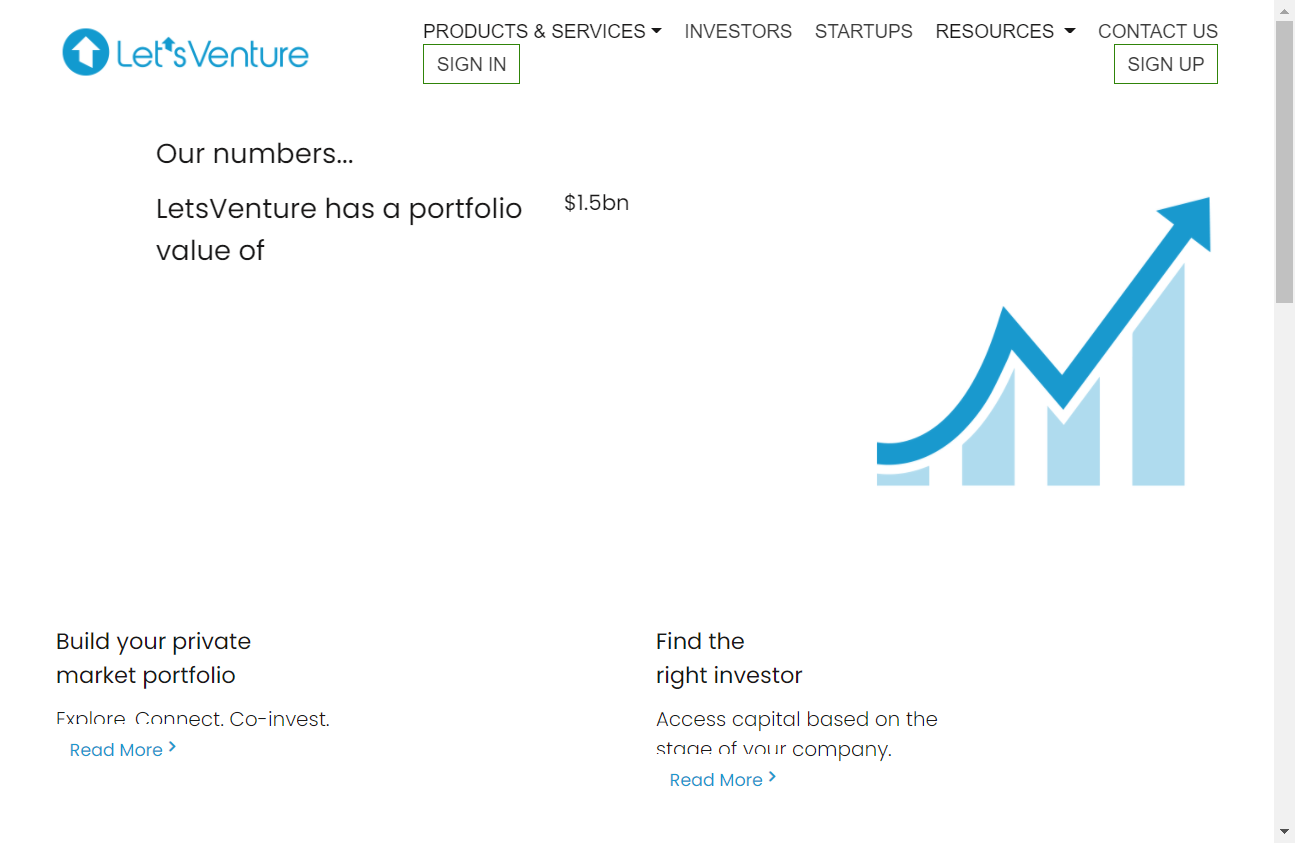 Let'sVenture
PRODUCTS & SERVICES
INVESTORS
STARTUPS
RESOURCES
CONTACT US
SIGN IN
SIGN UP
Our numbers...
LetsVenture has a portfolio
value of
$1.5bn
Build your private
market portfolio
Explore. Connect. Co-invest.
Read More
Find the
right investor
Access capital based on the
stage of your company.
Read More